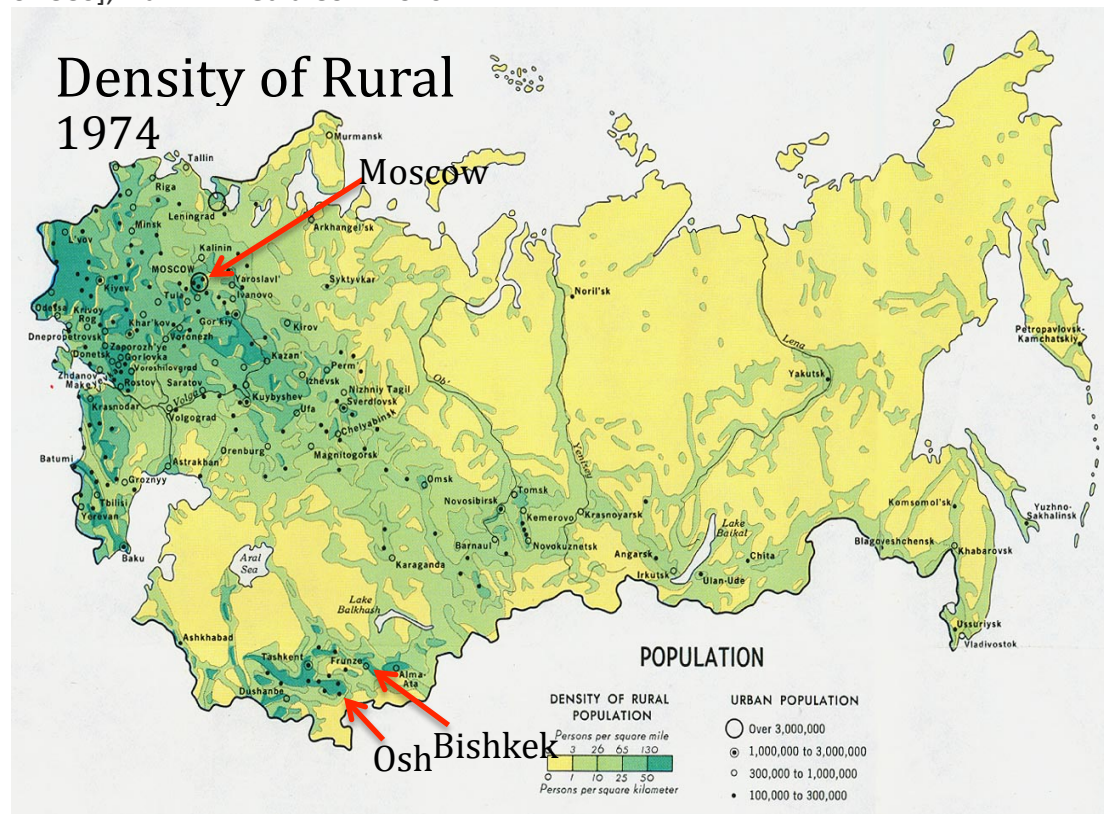 Density of Rural
1974
Murmansk
Tallin
Moscow
Riga
Leningrad
Arkhangel'sk
Minsk
L'vov
Kalinin
MOSCOW
Yaroslavl'
Syktyvkar
Kiyev
Tula
Ivanovo
Noril'sk
Odessa
Krivoy
Rog
Khar'kov
Gor'kiy
Kirov
Dnepropetrovsk
Voronezh
Petropavlovsk-
Kamchatskiy
Zaporozh'ye
Donetsk
Gorlovka
Kazan'
Lena
Voroshilovgrad
Perm'
Yakutsk
Zhdanov
Makeyevka
Rostov
Saratov
Izhevsk
Ob'
Nizhniy Tagil
Volga
Kuybyshev
Sverdlovsk
Krasnodar
Volgograd
Ufa
Chelyabinsk
Orenburg
Magnitogorsk
Yenisey
Batumi
Astrakhan
Groznyy
Omsk
Tomsk
Novosibirsk
Komsomol'sk
Tbilisi
Kemerovo
Krasnoyarsk
Yuzhno-
Sakhalinsk
Yerevan
Lake
Baikal
Barnaul
Novokuznetsk
Blagoveshchensk
Baku
Angarsk
Chita
Khabarovsk
Aral
Sea
Karaganda
Irkutsk
Ulan-Ude
Lake
Balkhash
Ashkhabad
Ussuriysk
Vladivostok
Tashkent
Frunze
Alma-
Ata
Dushanbe
Osh
Bishkek
POPULATION
DENSITY OF RURAL
POPULATION
Persons per square mile
3 26 65 130
0 1 10 25 50
Persons per square kilometer
URBAN POPULATION
Over 3,000,000
1,000,000 to 3,000,000
300,000 to 1,000,000
100,000 to 300,000